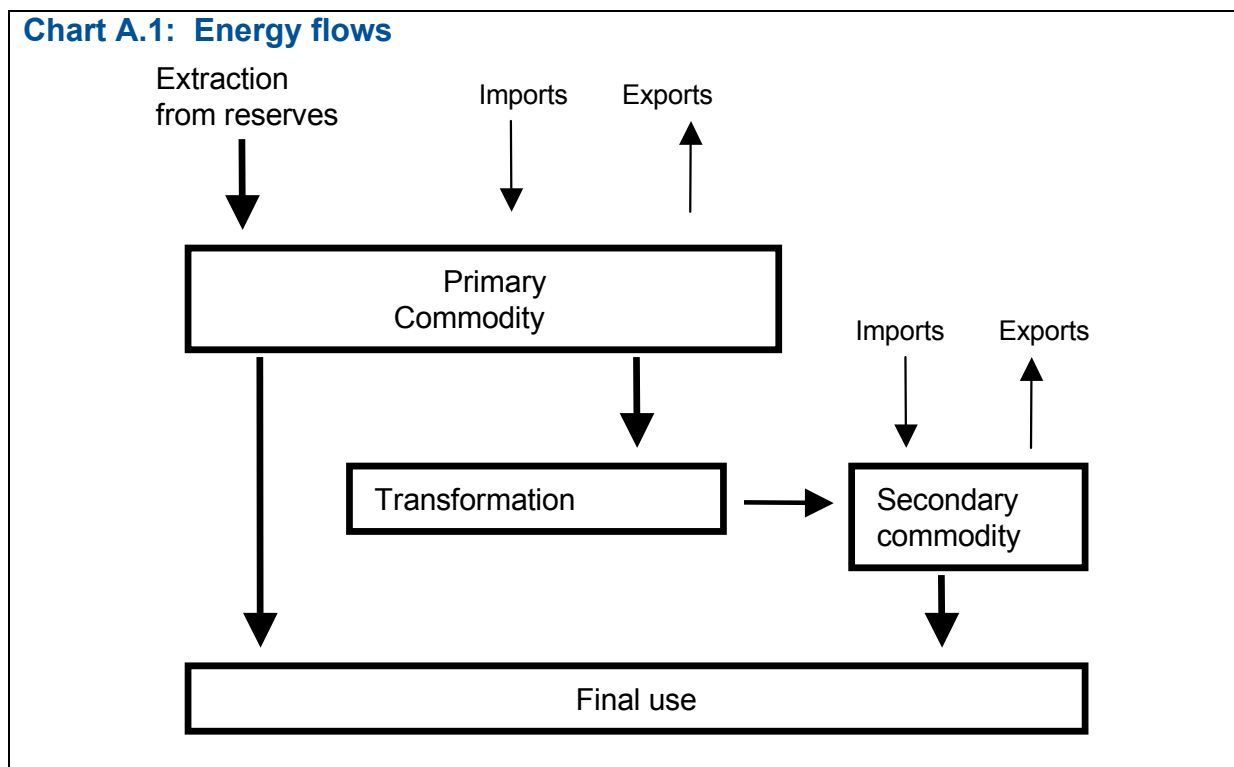 Chart A.1:  Energy flows
Extraction
from reserves
Imports
Exports
Primary
Commodity
Imports
Exports
Transformation
Secondary
commodity
Final use